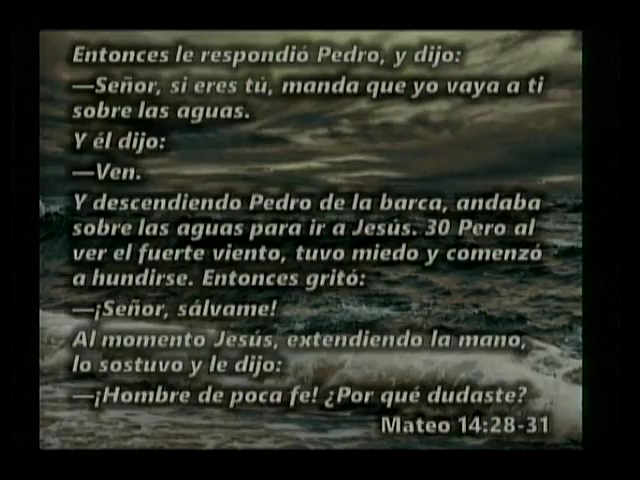 Entonces le respondió Pedro, y dijo:
—Señor, si eres tú, manda que yo vaya a ti
sobre las aguas.
Y él dijo:
—Ven.
Y descendiendo Pedro de la barca, andaba
sobre las aguas para ir a Jesús. 30 Pero al
ver el fuerte viento, tuvo miedo y comenzó
a hundirse. Entonces gritó:
—¡Señor, sálvame!
Al momento Jesús, extendiendo la mano,
lo sostuvo y le dijo:
—¡Hombre de poca fe! ¿Por qué dudaste?
Mateo 14:28-31